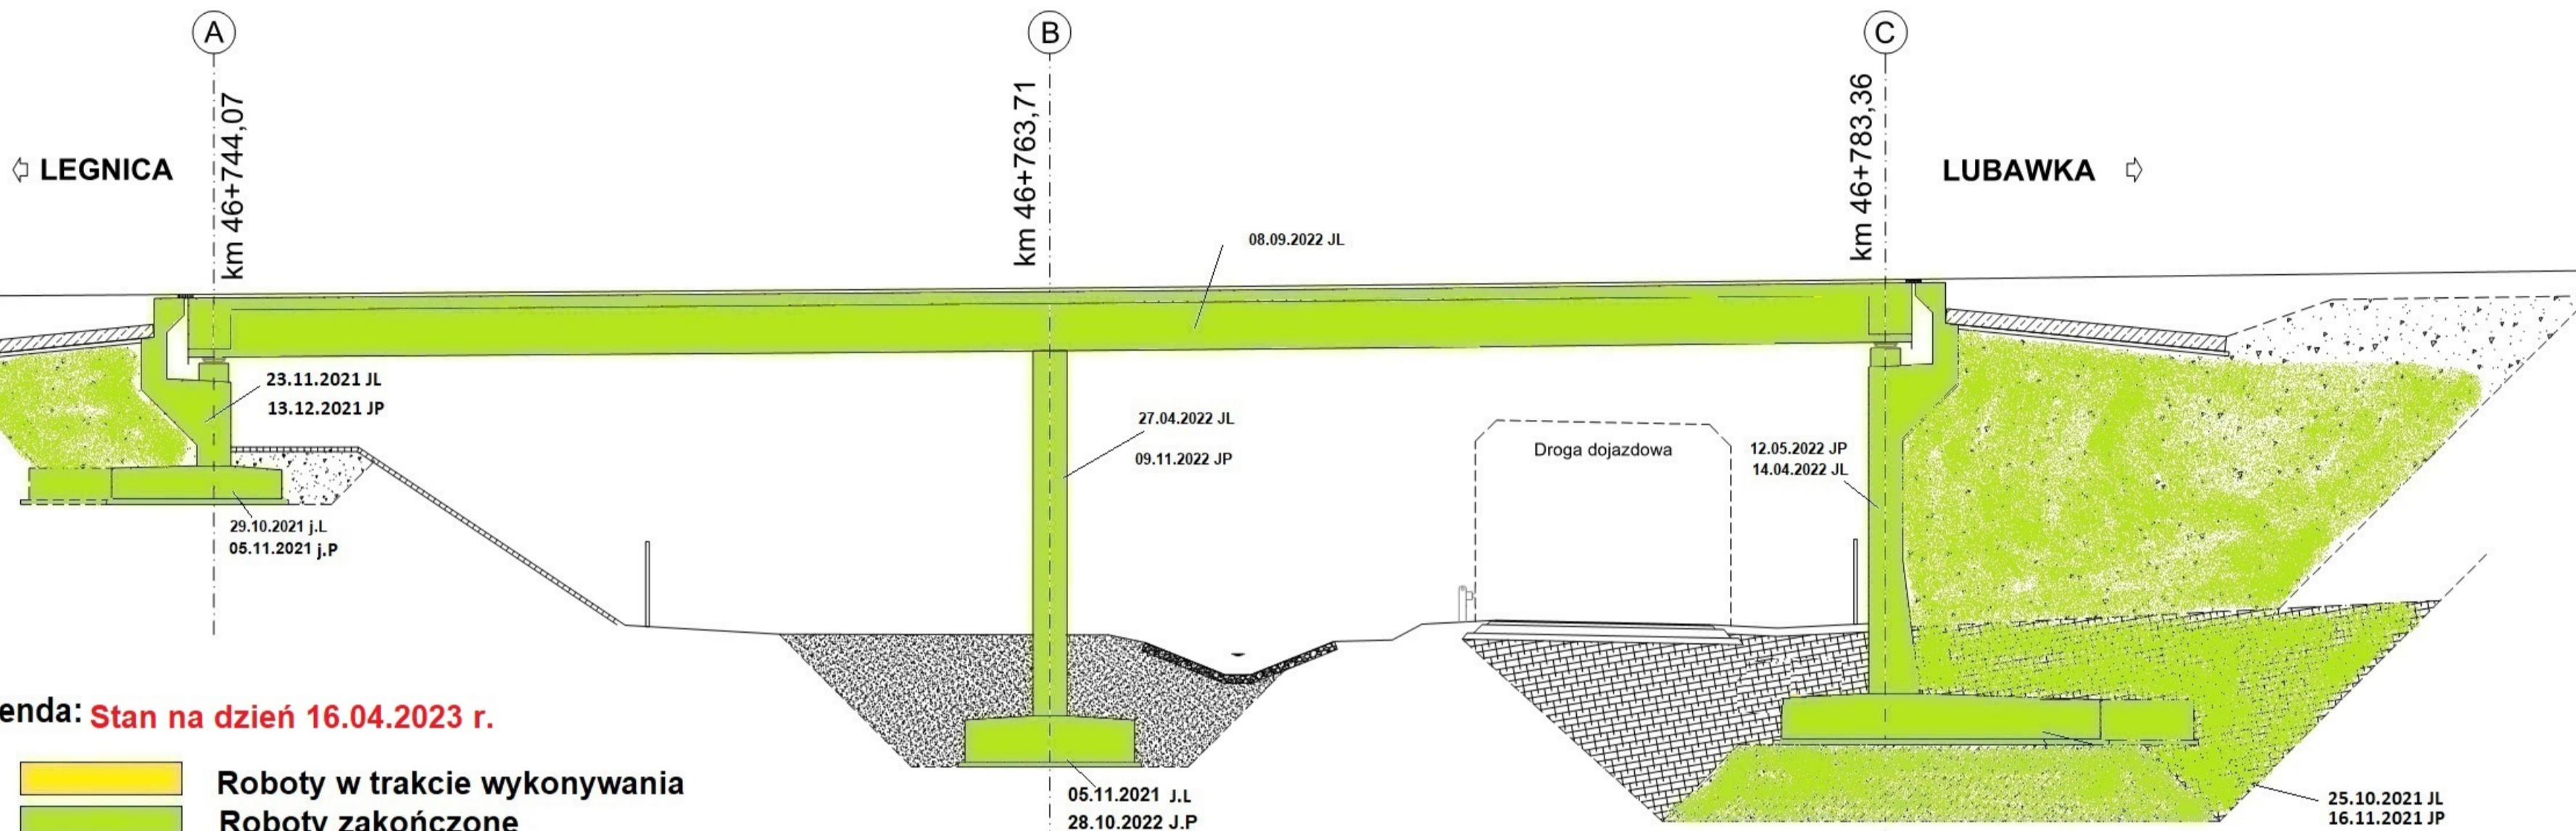 A
B
C
km 46+744,07
km 46+763,71
km 46+783,36
LEGNICA
LUBAWKA
08.09.2022 JL
23.11.2021 JL
13.12.2021 JP
27.04.2022 JL
09.11.2022 JP
Droga dojazdowa
12.05.2022 JP
14.04.2022 JL
29.10.2021 j.L
05.11.2021 j.P
enda: Stan na dzień 16.04.2023 r.
Roboty w trakcie wykonywania
Roboty zakończone
05.11.2021 J.L
28.10.2022 J.P
25.10.2021 JL
16.11.2021 JP